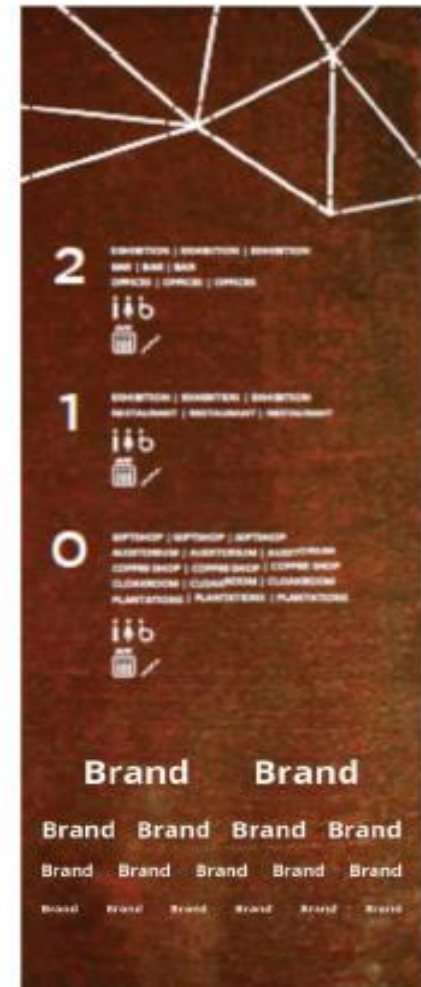 2
EXHIBITION | EXHIBITION | EXHIBITION
BAR | BAR | BAR
OFFICES | OFFICES | OFFICES
1
EXHIBITION | EXHIBITION | EXHIBITION
RESTAURANT | RESTAURANT | RESTAURANT
0
GIFTSHOP | GIFTSHOP | GIFTSHOP
AUDITORIUM | AUDITORIUM | AUDITORIUM
COFFEE SHOP | COFFEE SHOP | COFFEE SHOP
CLOAKROOM | CLOAKROOM | CLOAKROOM
PLANTATIONS | PLANTATIONS | PLANTATIONS
Brand Brand
Brand Brand Brand Brand
Brand Brand Brand Brand Brand
Brand Brand Brand Brand Brand Brand